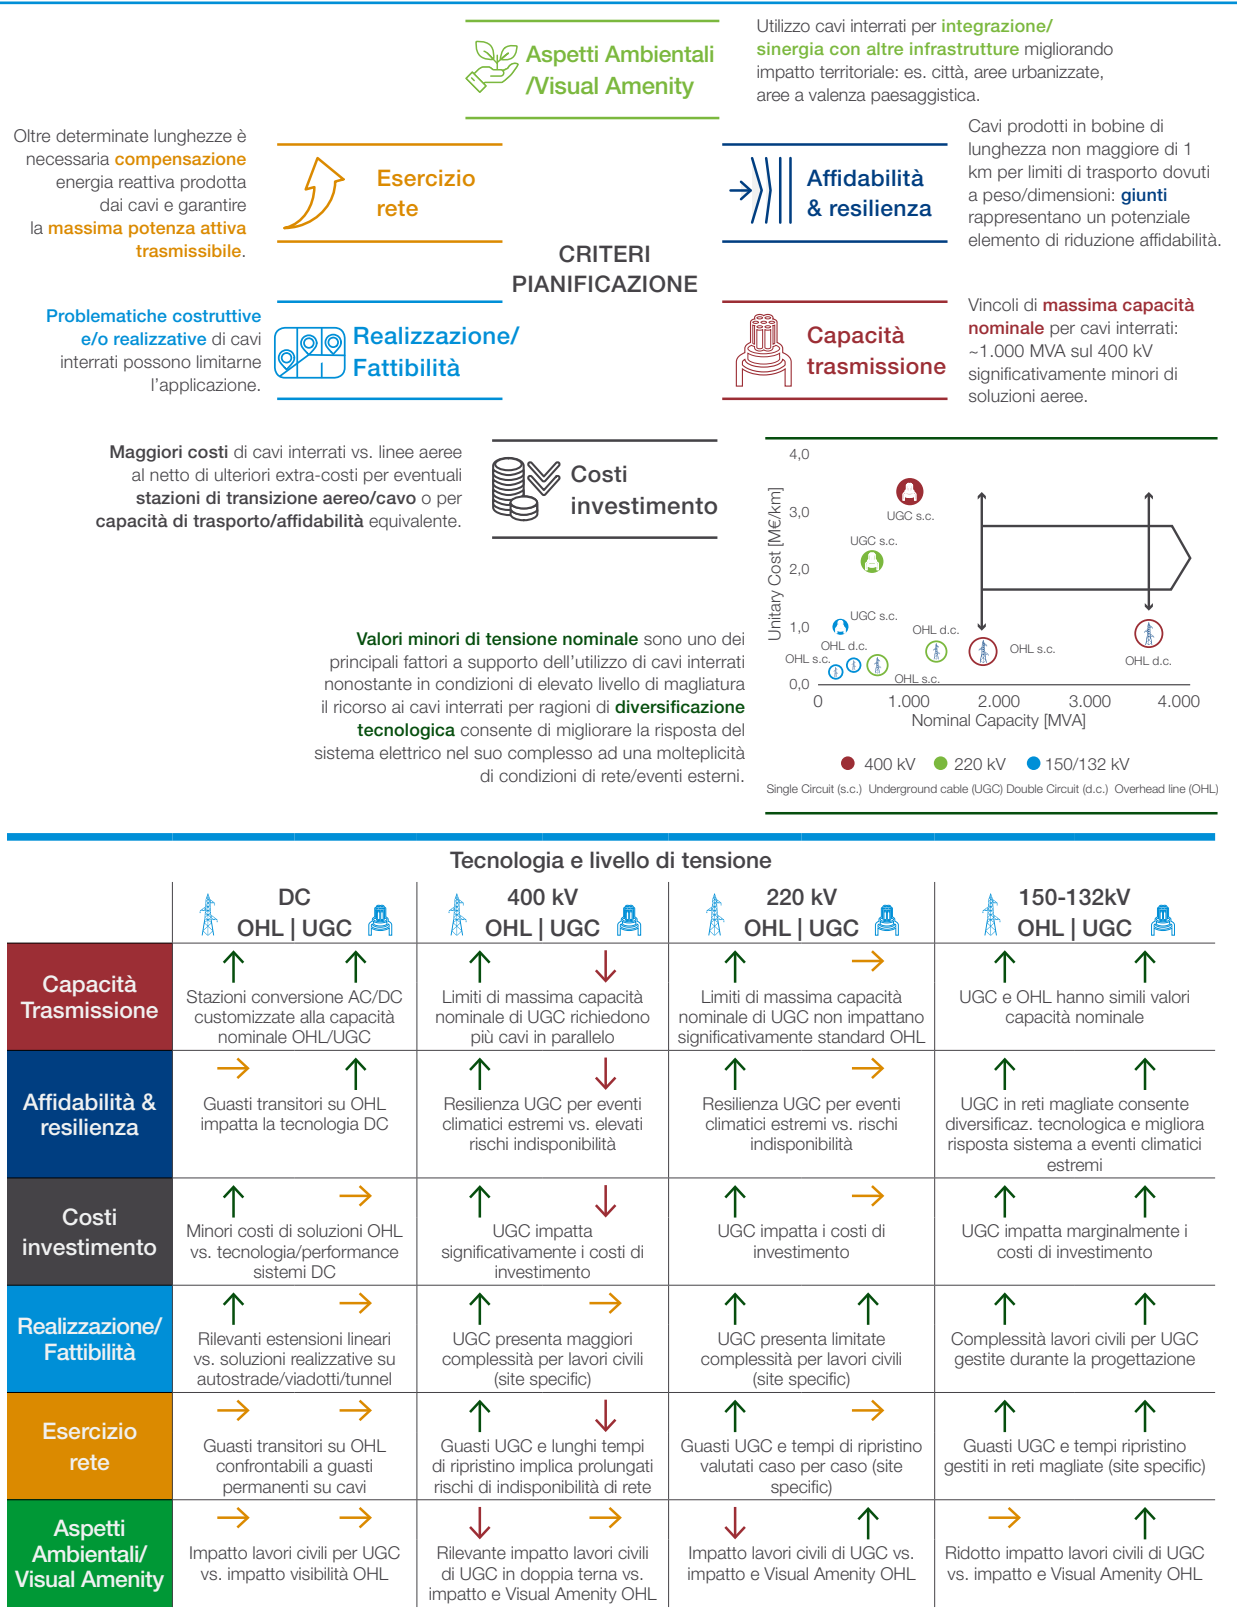 Aspetti Ambientali
/Visual Amenity
Utilizzo cavi interrati per integrazione/
sinergia con altre infrastrutture migliorando
impatto territoriale: es. città, aree urbanizzate,
aree a valenza paesaggistica.
Oltre determinate lunghezze è
necessaria compensazione
energia reattiva prodotta
dai cavi e garantire
la massima potenza attiva
trasmissibile.
Esercizio
rete
Affidabilità
& resilienza
Cavi prodotti in bobine di
lunghezza non maggiore di 1
km per limiti di trasporto dovuti
a peso/dimensioni: giunti
rappresentano un potenziale
elemento di riduzione affidabilità.
CRITERI
PIANIFICAZIONE
Problematiche costruttive
e/o realizzative di cavi
interrati possono limitarne
l'applicazione.
Realizzazione/
Fattibilità
Capacità
trasmissione
Vincoli di massima capacità
nominale per cavi interrati:
~1.000 MVA sul 400 kV
significativamente minori di
soluzioni aeree.
Maggiori costi di cavi interrati vs. linee aeree
al netto di ulteriori extra-costi per eventuali
stazioni di transizione aereo/cavo o per
capacità di trasporto/affidabilità equivalente.
Costi
investimento
Valori minori di tensione nominale sono uno dei
principali fattori a supporto dell'utilizzo di cavi interrati
nonostante in condizioni di elevato livello di magliatura
il ricorso ai cavi interrati per ragioni di diversificazione
tecnologica consente di migliorare la risposta del
sistema elettrico nel suo complesso ad una molteplicità
di condizioni di rete/eventi esterni.
Unitary Cost [M€/km]
4,0
3,0
2,0
1,0
0,0
UGC s.c.
UGC s.c.
UGC s.c.
OHL d.c.
OHL d.c.
OHL s.c.
OHL s.c.
OHL s.c.
OHL d.c.
0 1.000 2.000 3.000 4.000
Nominal Capacity [MVA]
400 kV 220 kV 150/132 kV
Single Circuit (s.c.) Underground cable (UGC) Double Circuit (d.c.) Overhead line (OHL)
Tecnologia e livello di tensione
DC
OHL | UGC
400 kV
OHL | UGC
220 kV
OHL | UGC
150-132kV
OHL | UGC
Capacità
Trasmissione
Stazioni conversione AC/DC
customizzate alla capacità
nominale OHL/UGC
Limiti di massima capacità
nominale di UGC richiedono
più cavi in parallelo
Limiti di massima capacità
nominale di UGC non impattano
significativamente standard OHL
UGC e OHL hanno simili valori
capacità nominale
Affidabilità &
resilienza
Guasti transitori su OHL
impatta la tecnologia DC
Resilienza UGC per eventi
climatici estremi vs. elevati
rischi indisponibilità
Resilienza UGC per eventi
climatici estremi vs. rischi
indisponibilità
UGC in reti magliate consente
diversificaz. tecnologica e migliora
risposta sistema a eventi climatici
estremi
Costi
investimento
Minori costi di soluzioni OHL
vs. tecnologia/performance
sistemi DC
UGC impatta
significativamente i costi di
investimento
UGC impatta i costi di
investimento
UGC impatta marginalmente i
costi di investimento
Realizzazione/
Fattibilità
Rilevanti estensioni lineari
vs. soluzioni realizzative su
autostrade/viadotti/tunnel
UGC presenta maggiori
complessità per lavori civili
(site specific)
UGC presenta limitate
complessità per lavori civili
(site specific)
Complessità lavori civili per UGC
gestite durante la progettazione
Esercizio
rete
Guasti transitori su OHL
confrontabili a guasti
permanenti su cavi
Guasti UGC e lunghi tempi
di ripristino implica prolungati
rischi di indisponibilità di rete
Guasti UGC e tempi di ripristino
valutati caso per caso (site
specific)
Guasti UGC e tempi ripristino
gestiti in reti magliate (site specific)
Aspetti
Ambientali/
Visual Amenity
Impatto lavori civili per UGC
vs. impatto visibilità OHL
Rilevante impatto lavori civili
di UGC in doppia terna vs.
impatto e Visual Amenity OHL
Impatto lavori civili di UGC vs.
impatto e Visual Amenity OHL
Ridotto impatto lavori civili di UGC
vs. impatto e Visual Amenity OHL